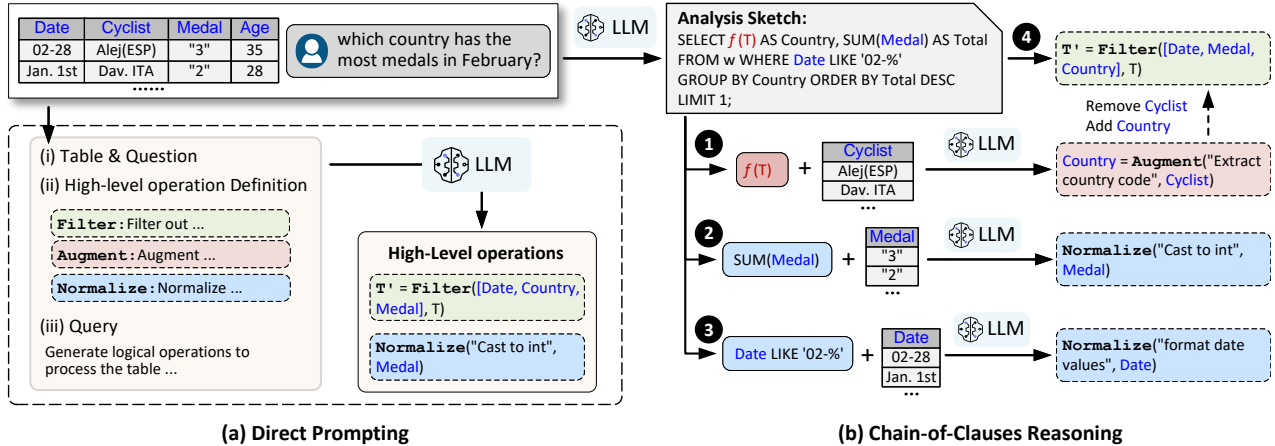 Date Cyclist Medal Age
02-28 Alej(ESP) "3" 35
Jan. 1st Dav. ITA "2" 28
......
which country has the
most medals in February?
LLM
(i) Table & Question
(ii) High-level operation Definition
Filter:Filter out ...
Augment:Augment ...
Normalize:Normalize ...
(iii) Query
Generate logical operations to
process the table ...
LLM
High-Level operations
T' = Filter([Date, Country,
Medal], T)
Normalize("Cast to int",
Medal)
(a) Direct Prompting
Analysis Sketch:
SELECT f(T) AS Country, SUM(Medal) AS Total
FROM w WHERE Date LIKE '02-%'
GROUP BY Country ORDER BY Total DESC
LIMIT 1;
4
T' = Filter([Date, Medal,
Country], T)
Remove Cyclist
Add Country
1
f(T)
+
Cyclist
Alej(ESP)
Dav. ITA
...
LLM
Country = Augment("Extract
country code", Cyclist)
2
SUM(Medal)
+
Medal
"3"
"2"
...
LLM
Normalize("Cast to int",
Medal)
3
Date LIKE '02-%'
+
Date
02-28
Jan. 1st
...
LLM
Normalize("format date
values", Date)
(b) Chain-of-Clauses Reasoning